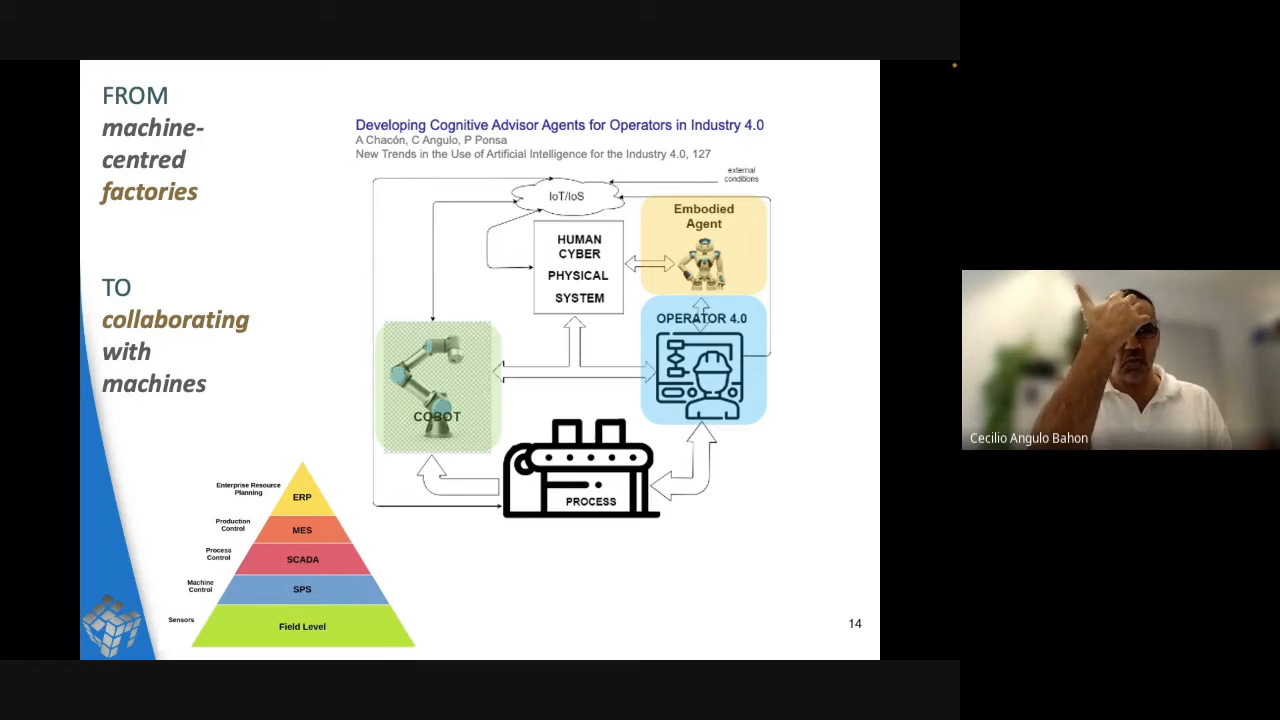 FROM
machine-
centred
factories
TO
collaborating
with
machines
Developing Cognitive Advisor Agents for Operators in Industry 4.0
A Chacón, C Angulo, P Ponsa
New Trends in the Use of Artificial Intelligence for the Industry 4.0, 127
external
conditions
IoT/IoS
Embodied
Agent
HUMAN
CYBER
PHYSICAL
SYSTEM
OPERATOR 4.0
COBOT
PROCESS
Enterprise Resource
Planning
ERP
Production
Control
MES
Process
Control
SCADA
Machine
Control
SPS
Sensors
Field Level
14
Cecilio Angulo Bahon